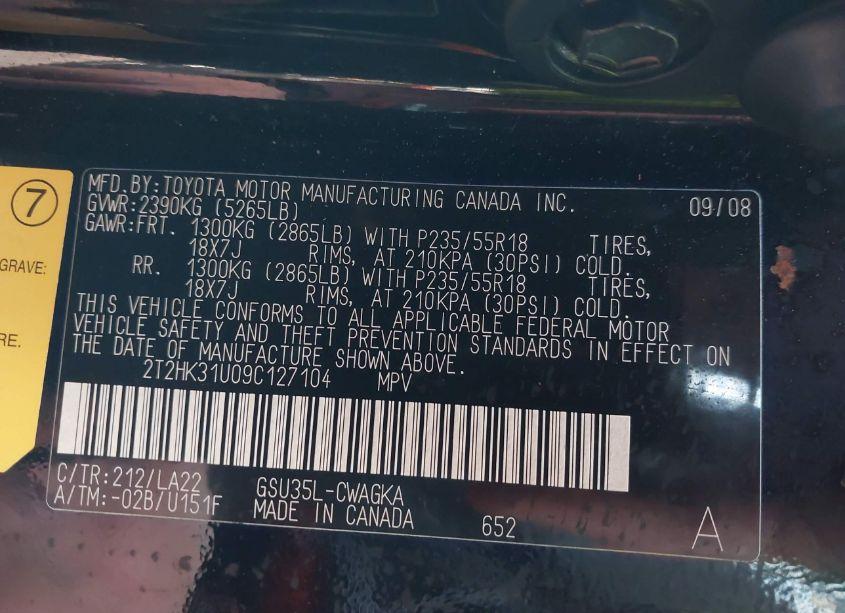 7
GRAVE:
RE.
MFD.BY:TOYOTA MOTOR MANUFACTURING CANADA INC. 09/08
GVWR:2390KG (5265LB)
GAWR:FRT. 1300KG (2865LB) WITH P235/55R18 TIRES,
18X7J RIMS, AT 210KPA (30PSI) COLD.
RR. 1300KG (2865LB) WITH P235/55R18 TIRES,
18X7J RIMS, AT 210KPA (30PSI) COLD.
THIS VEHICLE CONFORMS TO ALL APPLICABLE FEDERAL MOTOR
VEHICLE SAFETY AND THEFT PREVENTION STANDARDS IN EFFECT ON
THE DATE OF MANUFACTURE SHOWN ABOVE.
2T2HK31U09C127104 MPV
C/TR:212/LA22 GSU35L-CWAGKA
A/TM:-02B/U151F MADE IN CANADA 652 A